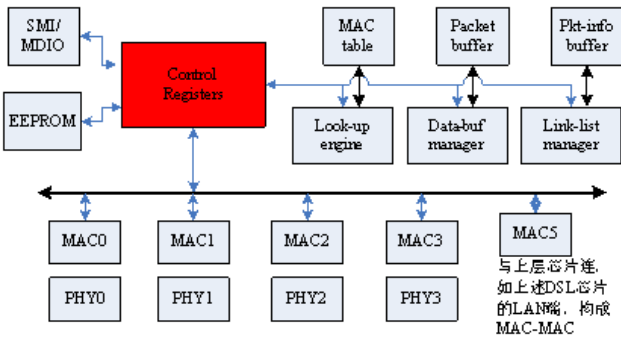 SMI/
MDIO
EEPROM
Control
Registers
MAC
table
Packet
buffer
Pkt-info
buffer
Look-up
engine
Data-buf
manager
Link-list
manager
MAC0
MAC1
MAC2
MAC3
MAC5
PHY0
PHY1
PHY2
PHY3
与上层芯片连.
如上述DSL芯片
的LAN端．构成
MAC-MAC